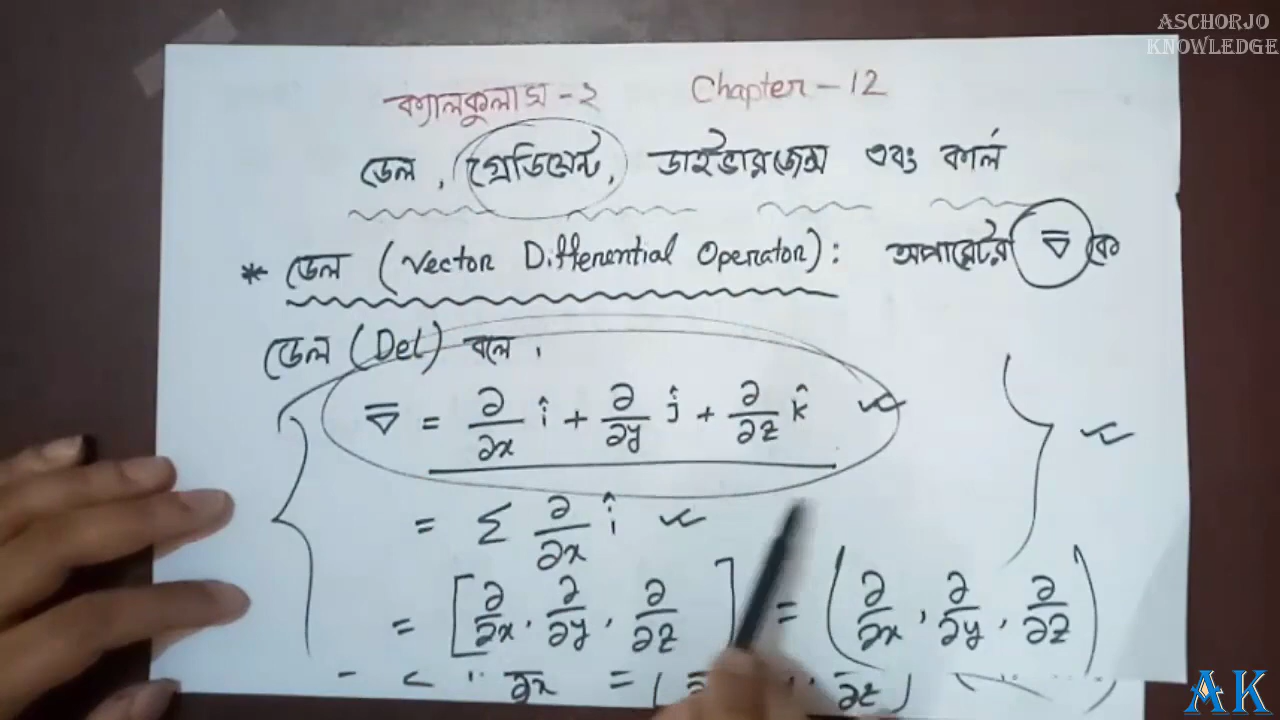 ASCHORJO
KNOWLEDGE
ক্যালকুলাস - ২ Chapter - 12
ডেল, গ্রেডিয়েন্ট, ডাইভারজেন্স এবং কার্ল
* ডেল (Vector Differential Operator): অপারেটর ∇̅ কে
ডেল (Del) বলে।
∇̅ = ∂/∂x î + ∂/∂y ĵ + ∂/∂z k̂
= Σ ∂/∂x î
= [∂/∂x, ∂/∂y, ∂/∂z] = (∂/∂x, ∂/∂y, ∂/∂z)
AK